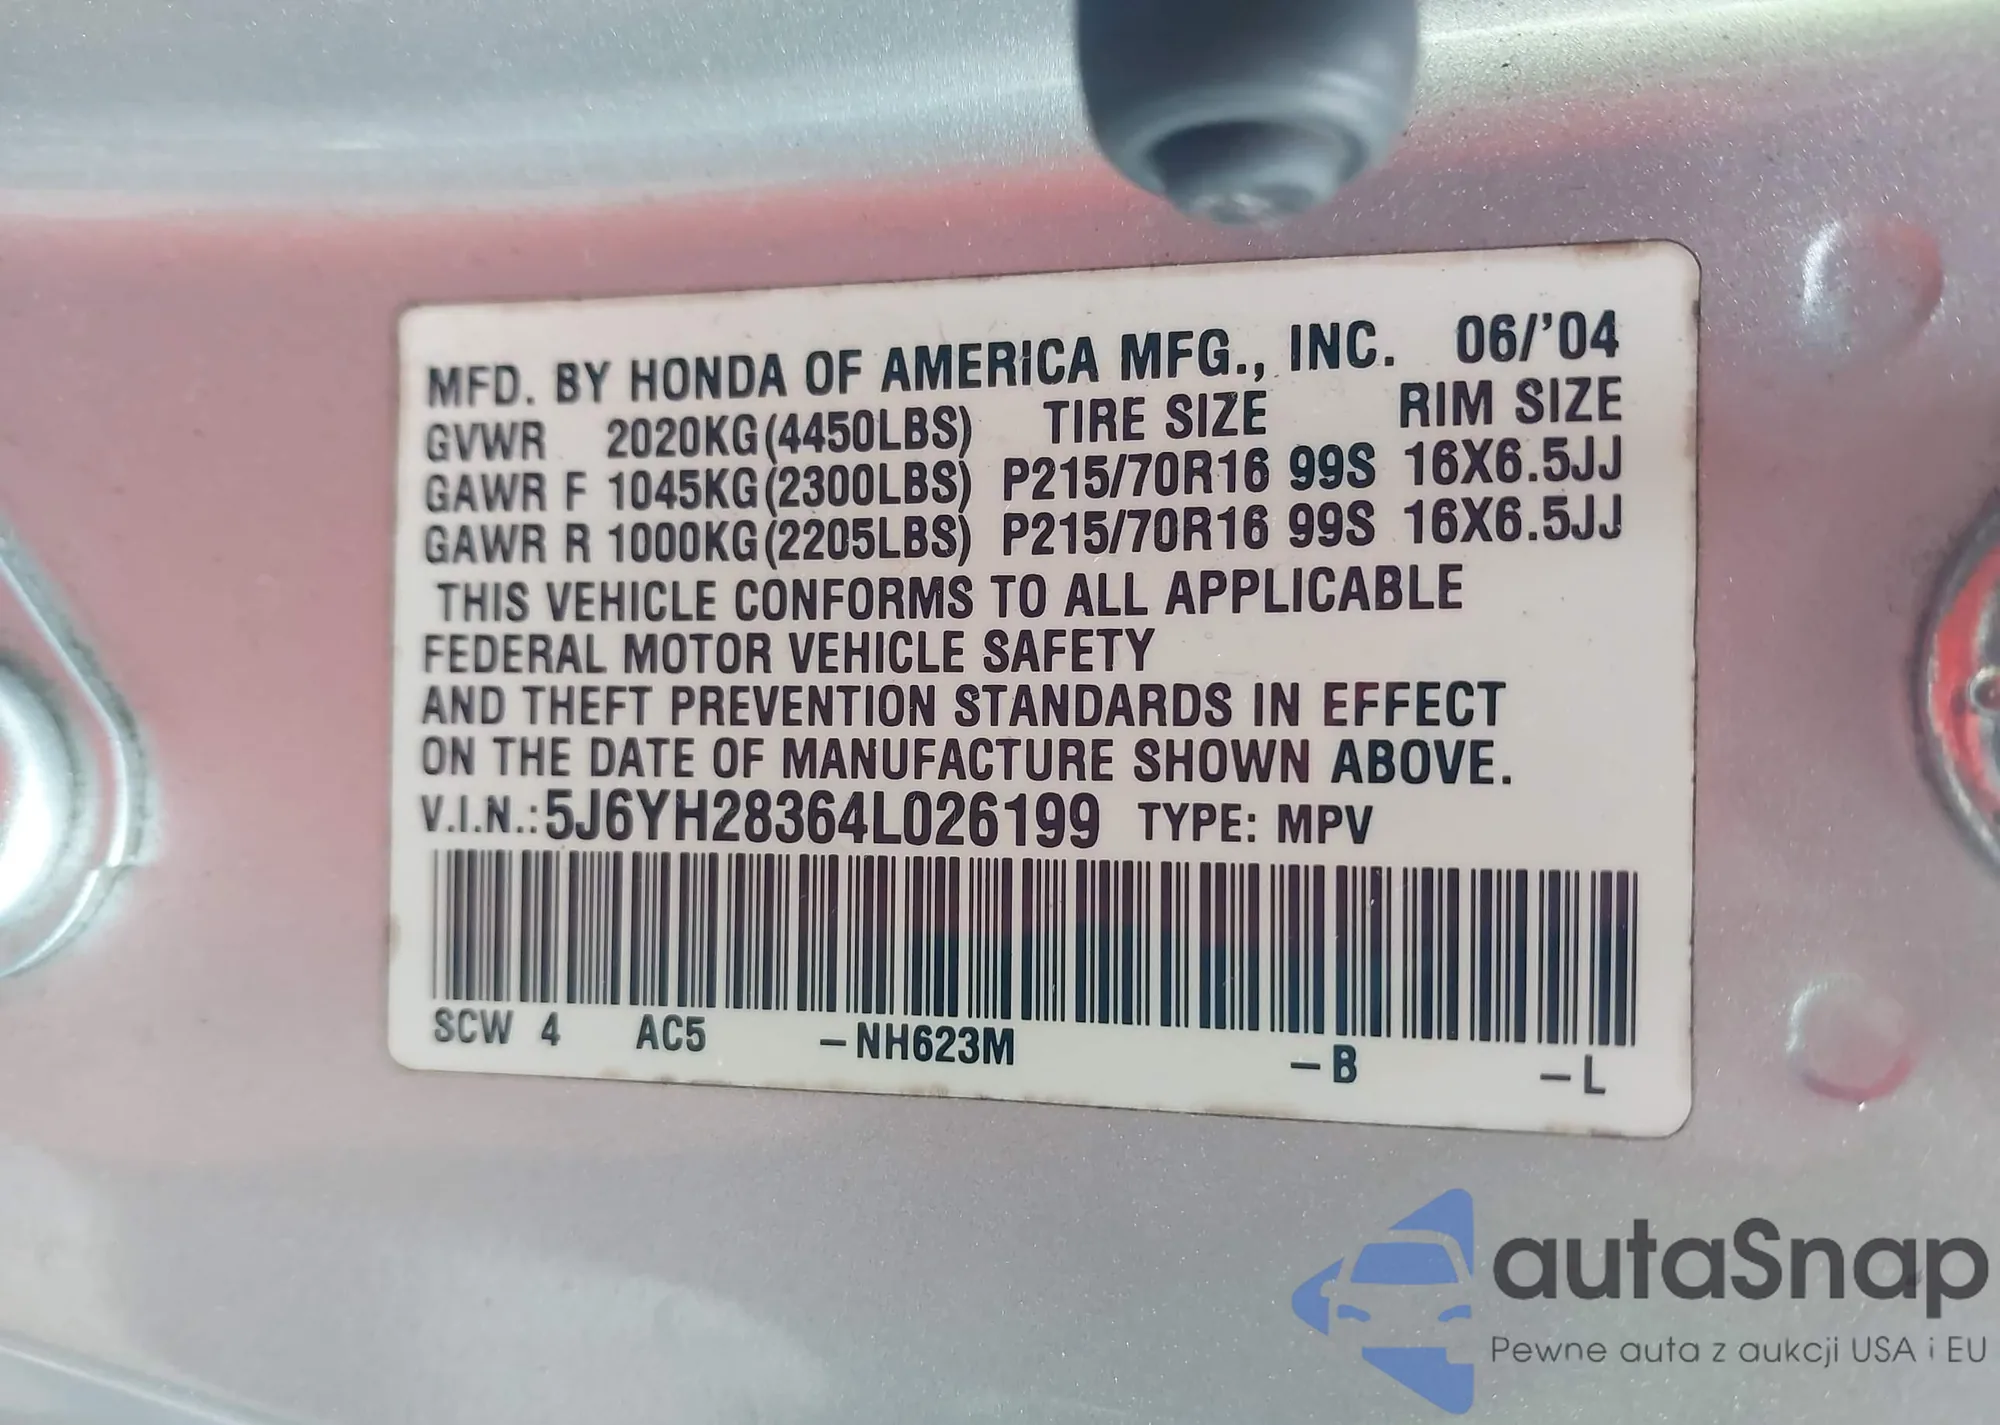 MFD. BY HONDA OF AMERICA MFG., INC. 06/'04
GVWR 2020KG(4450LBS) TIRE SIZE RIM SIZE
GAWR F 1045KG(2300LBS) P215/70R16 99S 16X6.5JJ
GAWR R 1000KG(2205LBS) P215/70R16 99S 16X6.5JJ
THIS VEHICLE CONFORMS TO ALL APPLICABLE
FEDERAL MOTOR VEHICLE SAFETY
AND THEFT PREVENTION STANDARDS IN EFFECT
ON THE DATE OF MANUFACTURE SHOWN ABOVE.
V.I.N.:5J6YH28364L026199 TYPE: MPV
SCW 4 AC5 –NH623M –B –L
autaSnap
Pewne auta z aukcji USA i EU